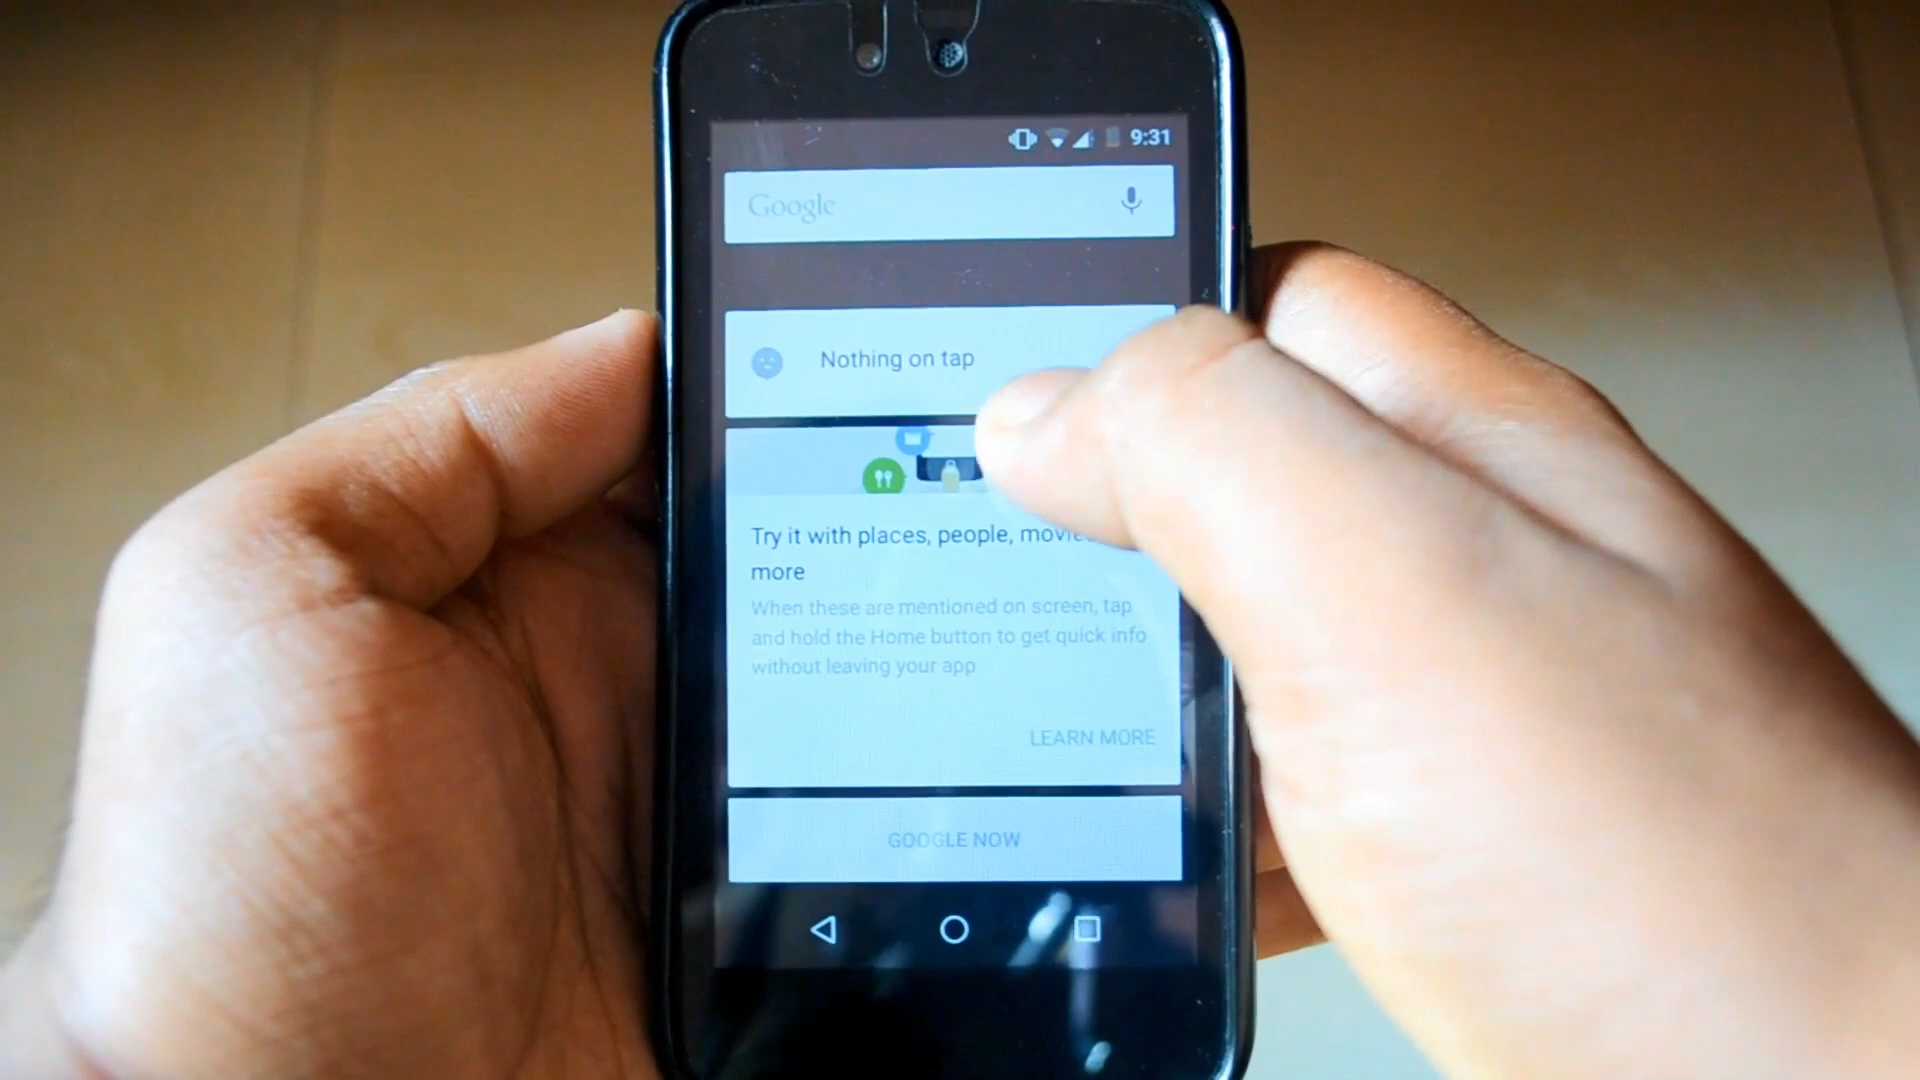 9:31
Google
Nothing on tap
Try it with places, people,
more
When these are mentioned on screen, tap
and hold the Home button to get quick info
without leaving your app
LEARN MORE
GOOGLE NOW